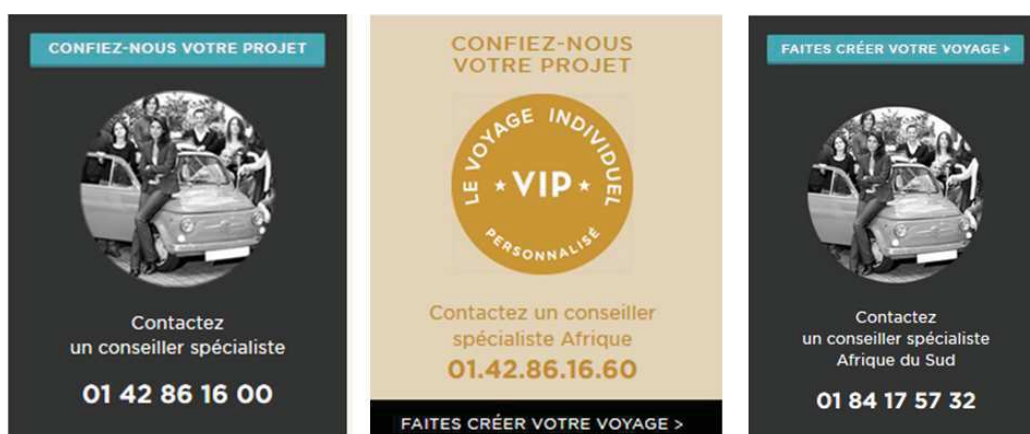 CONFIEZ-NOUS VOTRE PROJET
Contactez
un conseiller spécialiste
01 42 86 16 00
CONFIEZ-NOUS
VOTRE PROJET
LE VOYAGE INDIVIDUEL
★ VIP ★
PERSONNALISÉ
Contactez un conseiller
spécialiste Afrique
01.42.86.16.60
FAITES CRÉER VOTRE VOYAGE >
FAITES CRÉER VOTRE VOYAGE ▸
Contactez
un conseiller spécialiste
Afrique du Sud
01 84 17 57 32